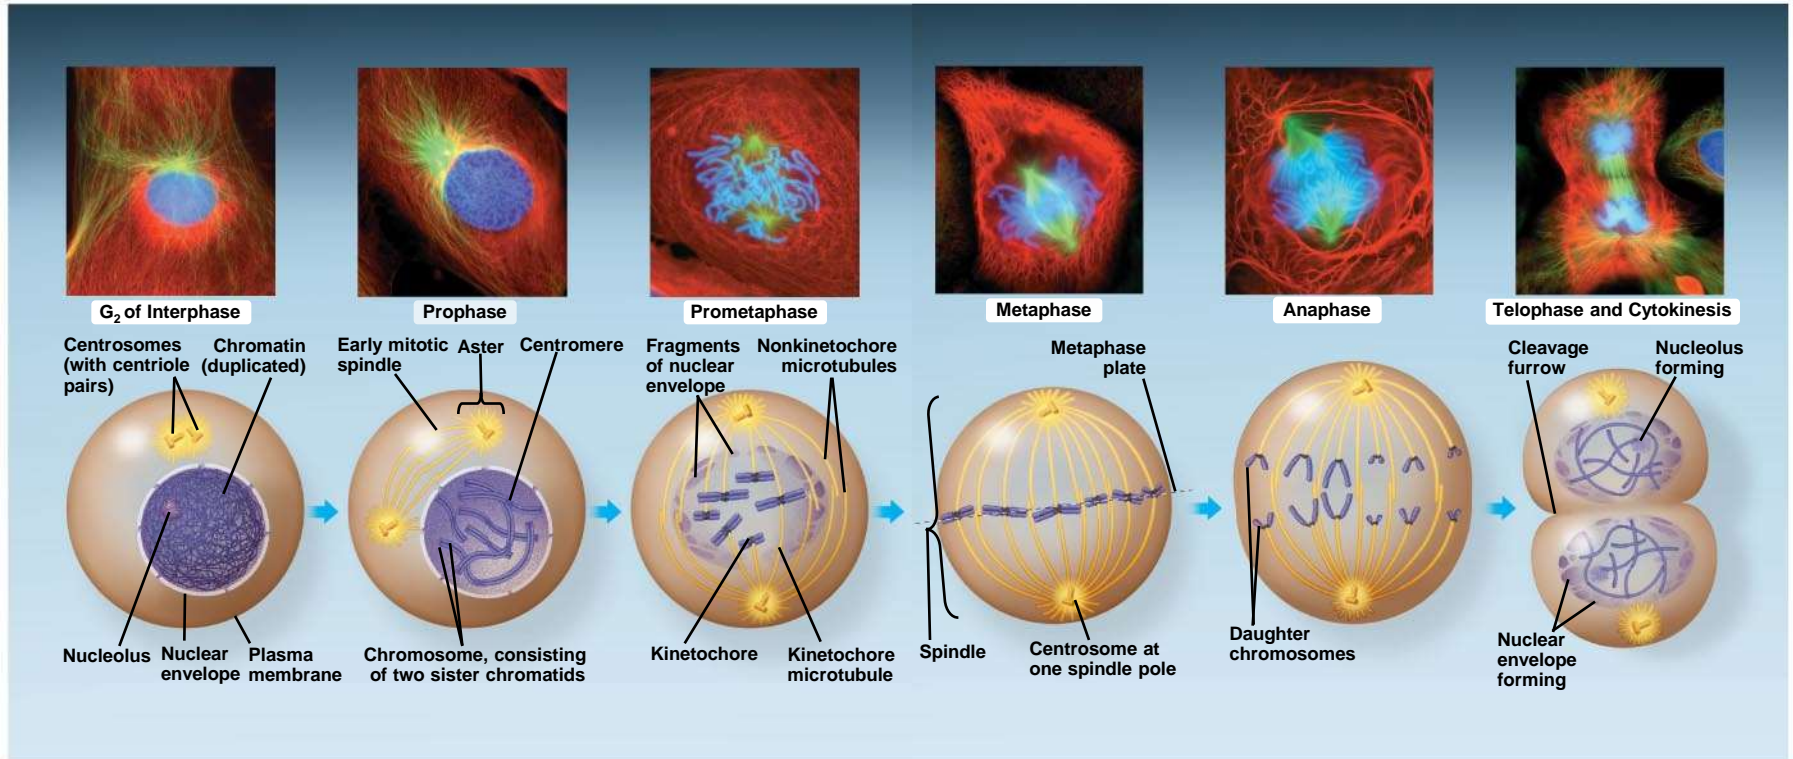 G2 of Interphase
Prophase
Prometaphase
Metaphase
Anaphase
Telophase and Cytokinesis
Centrosomes
(with centriole
pairs)
Chromatin
(duplicated)
Early mitotic
spindle
Aster
Centromere
Fragments
of nuclear
envelope
Nonkinetochore
microtubules
Metaphase
plate
Cleavage
furrow
Nucleolus
forming
Nucleolus
Nuclear
envelope
Plasma
membrane
Chromosome, consisting
of two sister chromatids
Kinetochore
Kinetochore
microtubule
Spindle
Centrosome at
one spindle pole
Daughter
chromosomes
Nuclear
envelope
forming